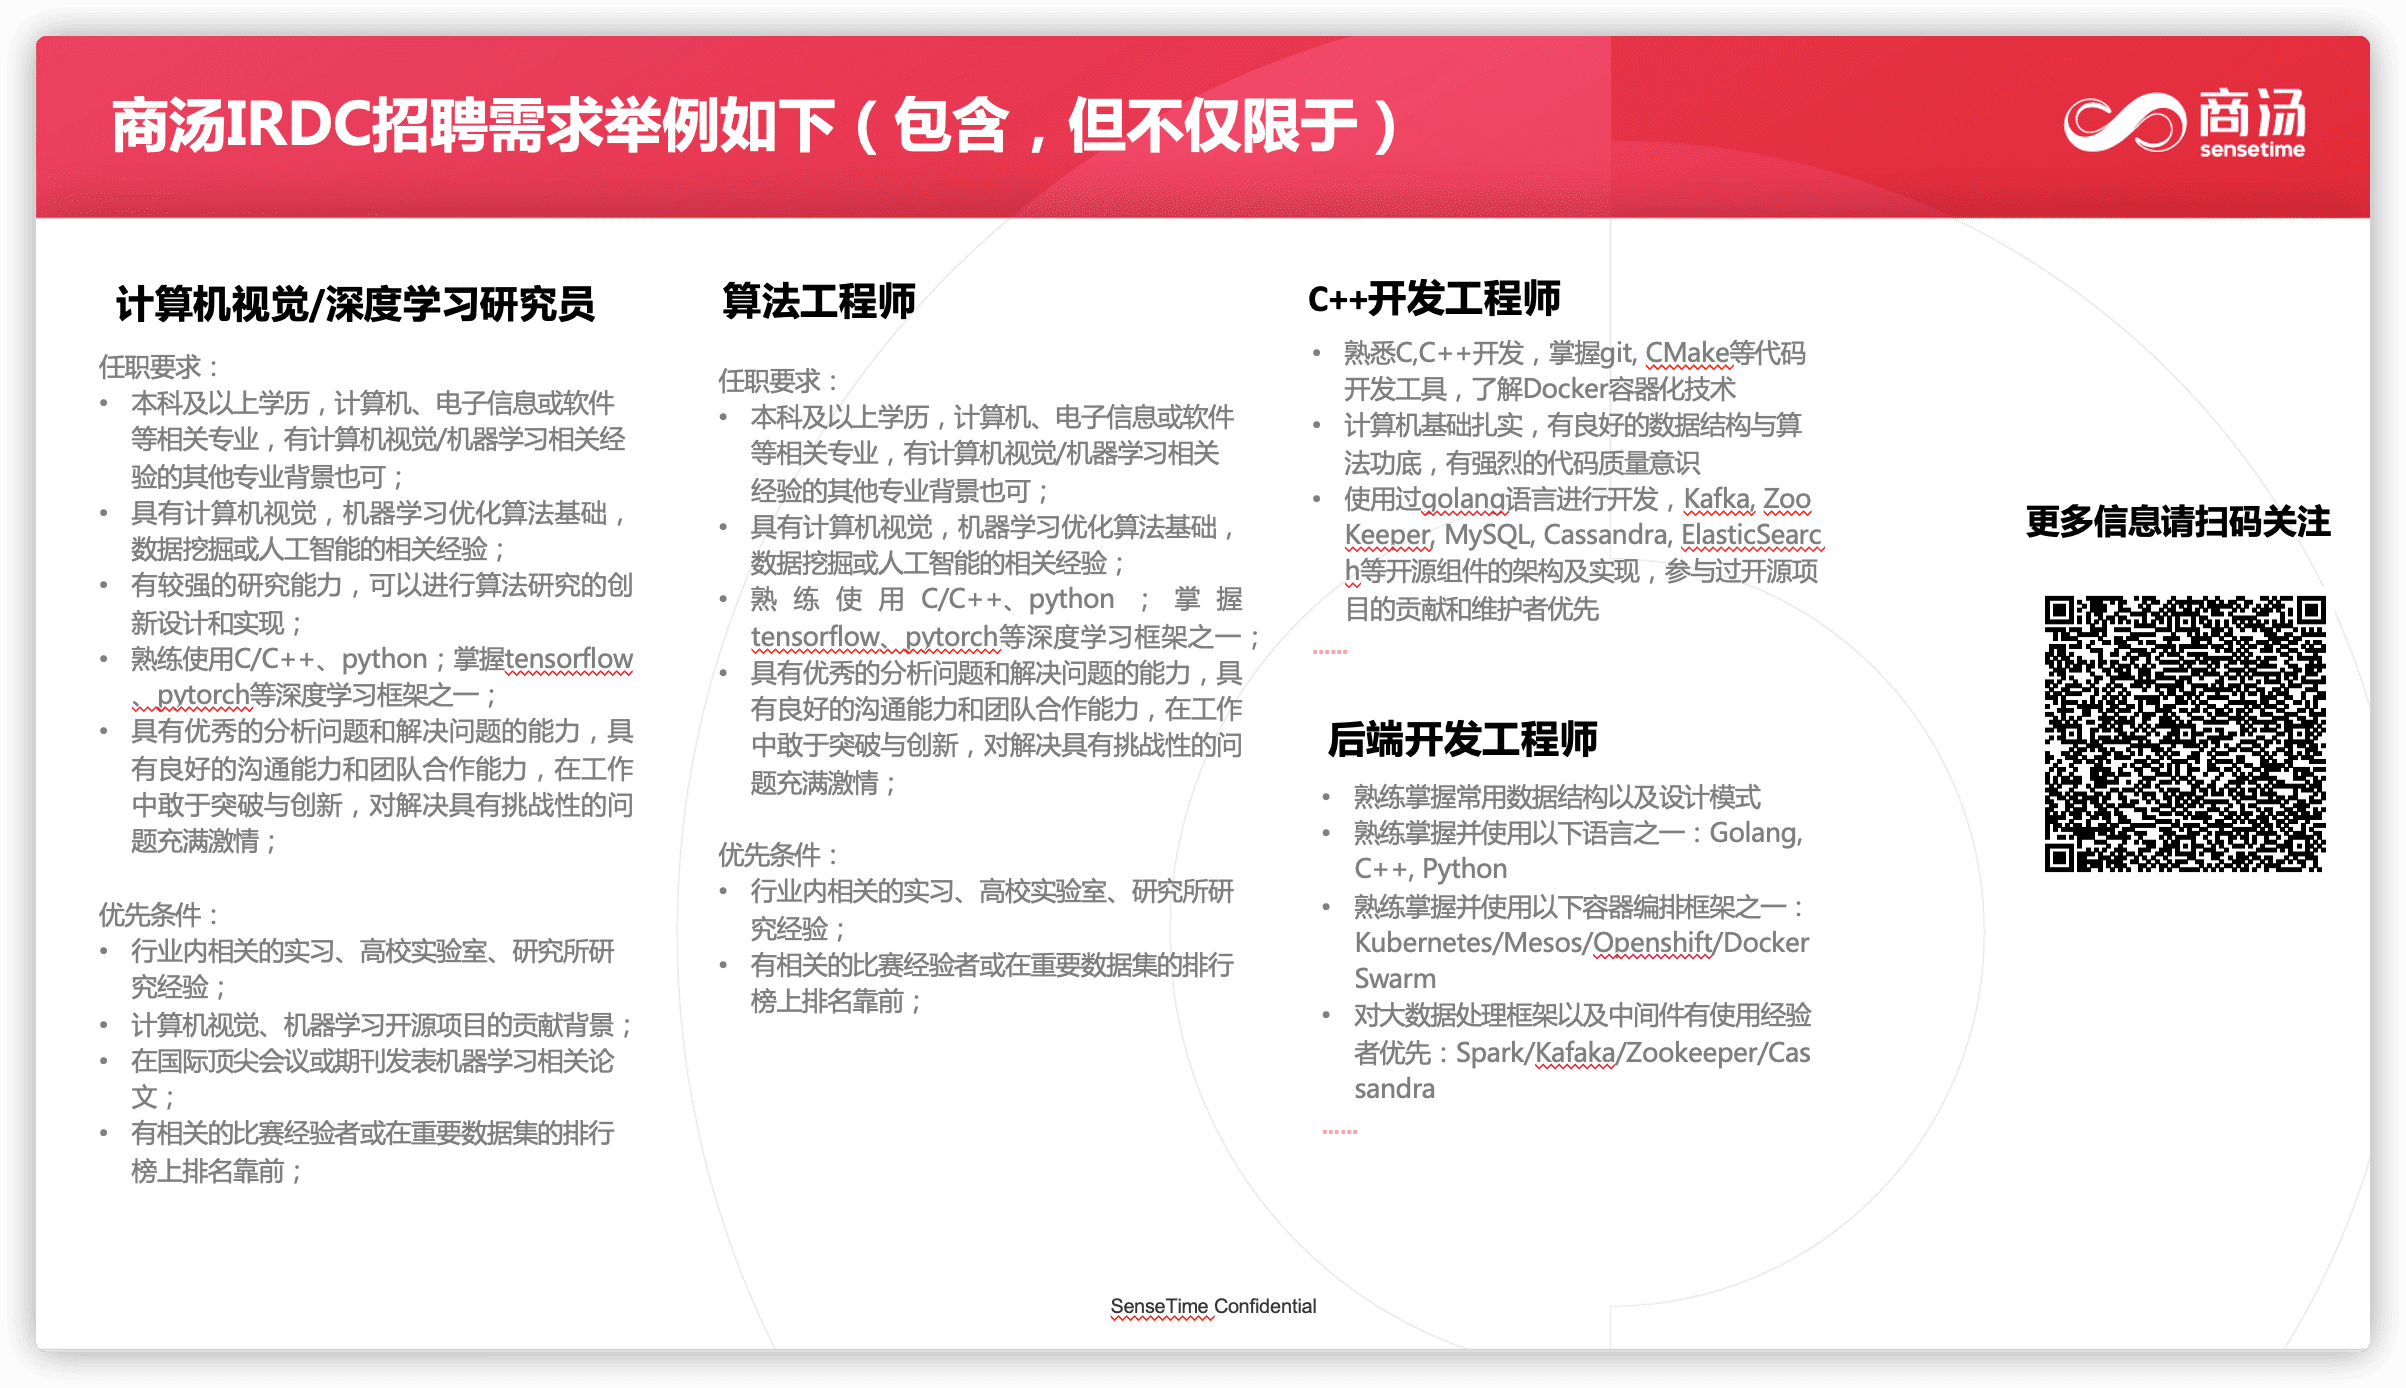 商汤IRDC招聘需求举例如下（包含，但不仅限于）
商汤
sensetime
计算机视觉/深度学习研究员
任职要求：
• 本科及以上学历，计算机、电子信息或软件
等相关专业，有计算机视觉/机器学习相关经
验的其他专业背景也可；
• 具有计算机视觉，机器学习优化算法基础，
数据挖掘或人工智能的相关经验；
• 有较强的研究能力，可以进行算法研究的创
新设计和实现；
• 熟练使用C/C++、python；掌握tensorflow
、pytorch等深度学习框架之一；
• 具有优秀的分析问题和解决问题的能力，具
有良好的沟通能力和团队合作能力，在工作
中敢于突破与创新，对解决具有挑战性的问
题充满激情；
优先条件：
• 行业内相关的实习、高校实验室、研究所研
究经验；
• 计算机视觉、机器学习开源项目的贡献背景；
• 在国际顶尖会议或期刊发表机器学习相关论
文；
• 有相关的比赛经验者或在重要数据集的排行
榜上排名靠前；
算法工程师
任职要求：
• 本科及以上学历，计算机、电子信息或软件
等相关专业，有计算机视觉/机器学习相关
经验的其他专业背景也可；
• 具有计算机视觉，机器学习优化算法基础，
数据挖掘或人工智能的相关经验；
• 熟练使用C/C++、python；掌握
tensorflow、pytorch等深度学习框架之一；
• 具有优秀的分析问题和解决问题的能力，具
有良好的沟通能力和团队合作能力，在工作
中敢于突破与创新，对解决具有挑战性的问
题充满激情；
优先条件：
• 行业内相关的实习、高校实验室、研究所研
究经验；
• 有相关的比赛经验者或在重要数据集的排行
榜上排名靠前；
C++开发工程师
• 熟悉C,C++开发，掌握git, CMake等代码
开发工具，了解Docker容器化技术
• 计算机基础扎实，有良好的数据结构与算
法功底，有强烈的代码质量意识
• 使用过golang语言进行开发，Kafka, Zoo
Keeper, MySQL, Cassandra, ElasticSearc
h等开源组件的架构及实现，参与过开源项
目的贡献和维护者优先
……
后端开发工程师
• 熟练掌握常用数据结构以及设计模式
• 熟练掌握并使用以下语言之一：Golang,
C++, Python
• 熟练掌握并使用以下容器编排框架之一：
Kubernetes/Mesos/Openshift/Docker
Swarm
• 对大数据处理框架以及中间件有使用经验
者优先：Spark/Kafaka/Zookeeper/Cas
sandra
……
更多信息请扫码关注
SenseTime Confidential